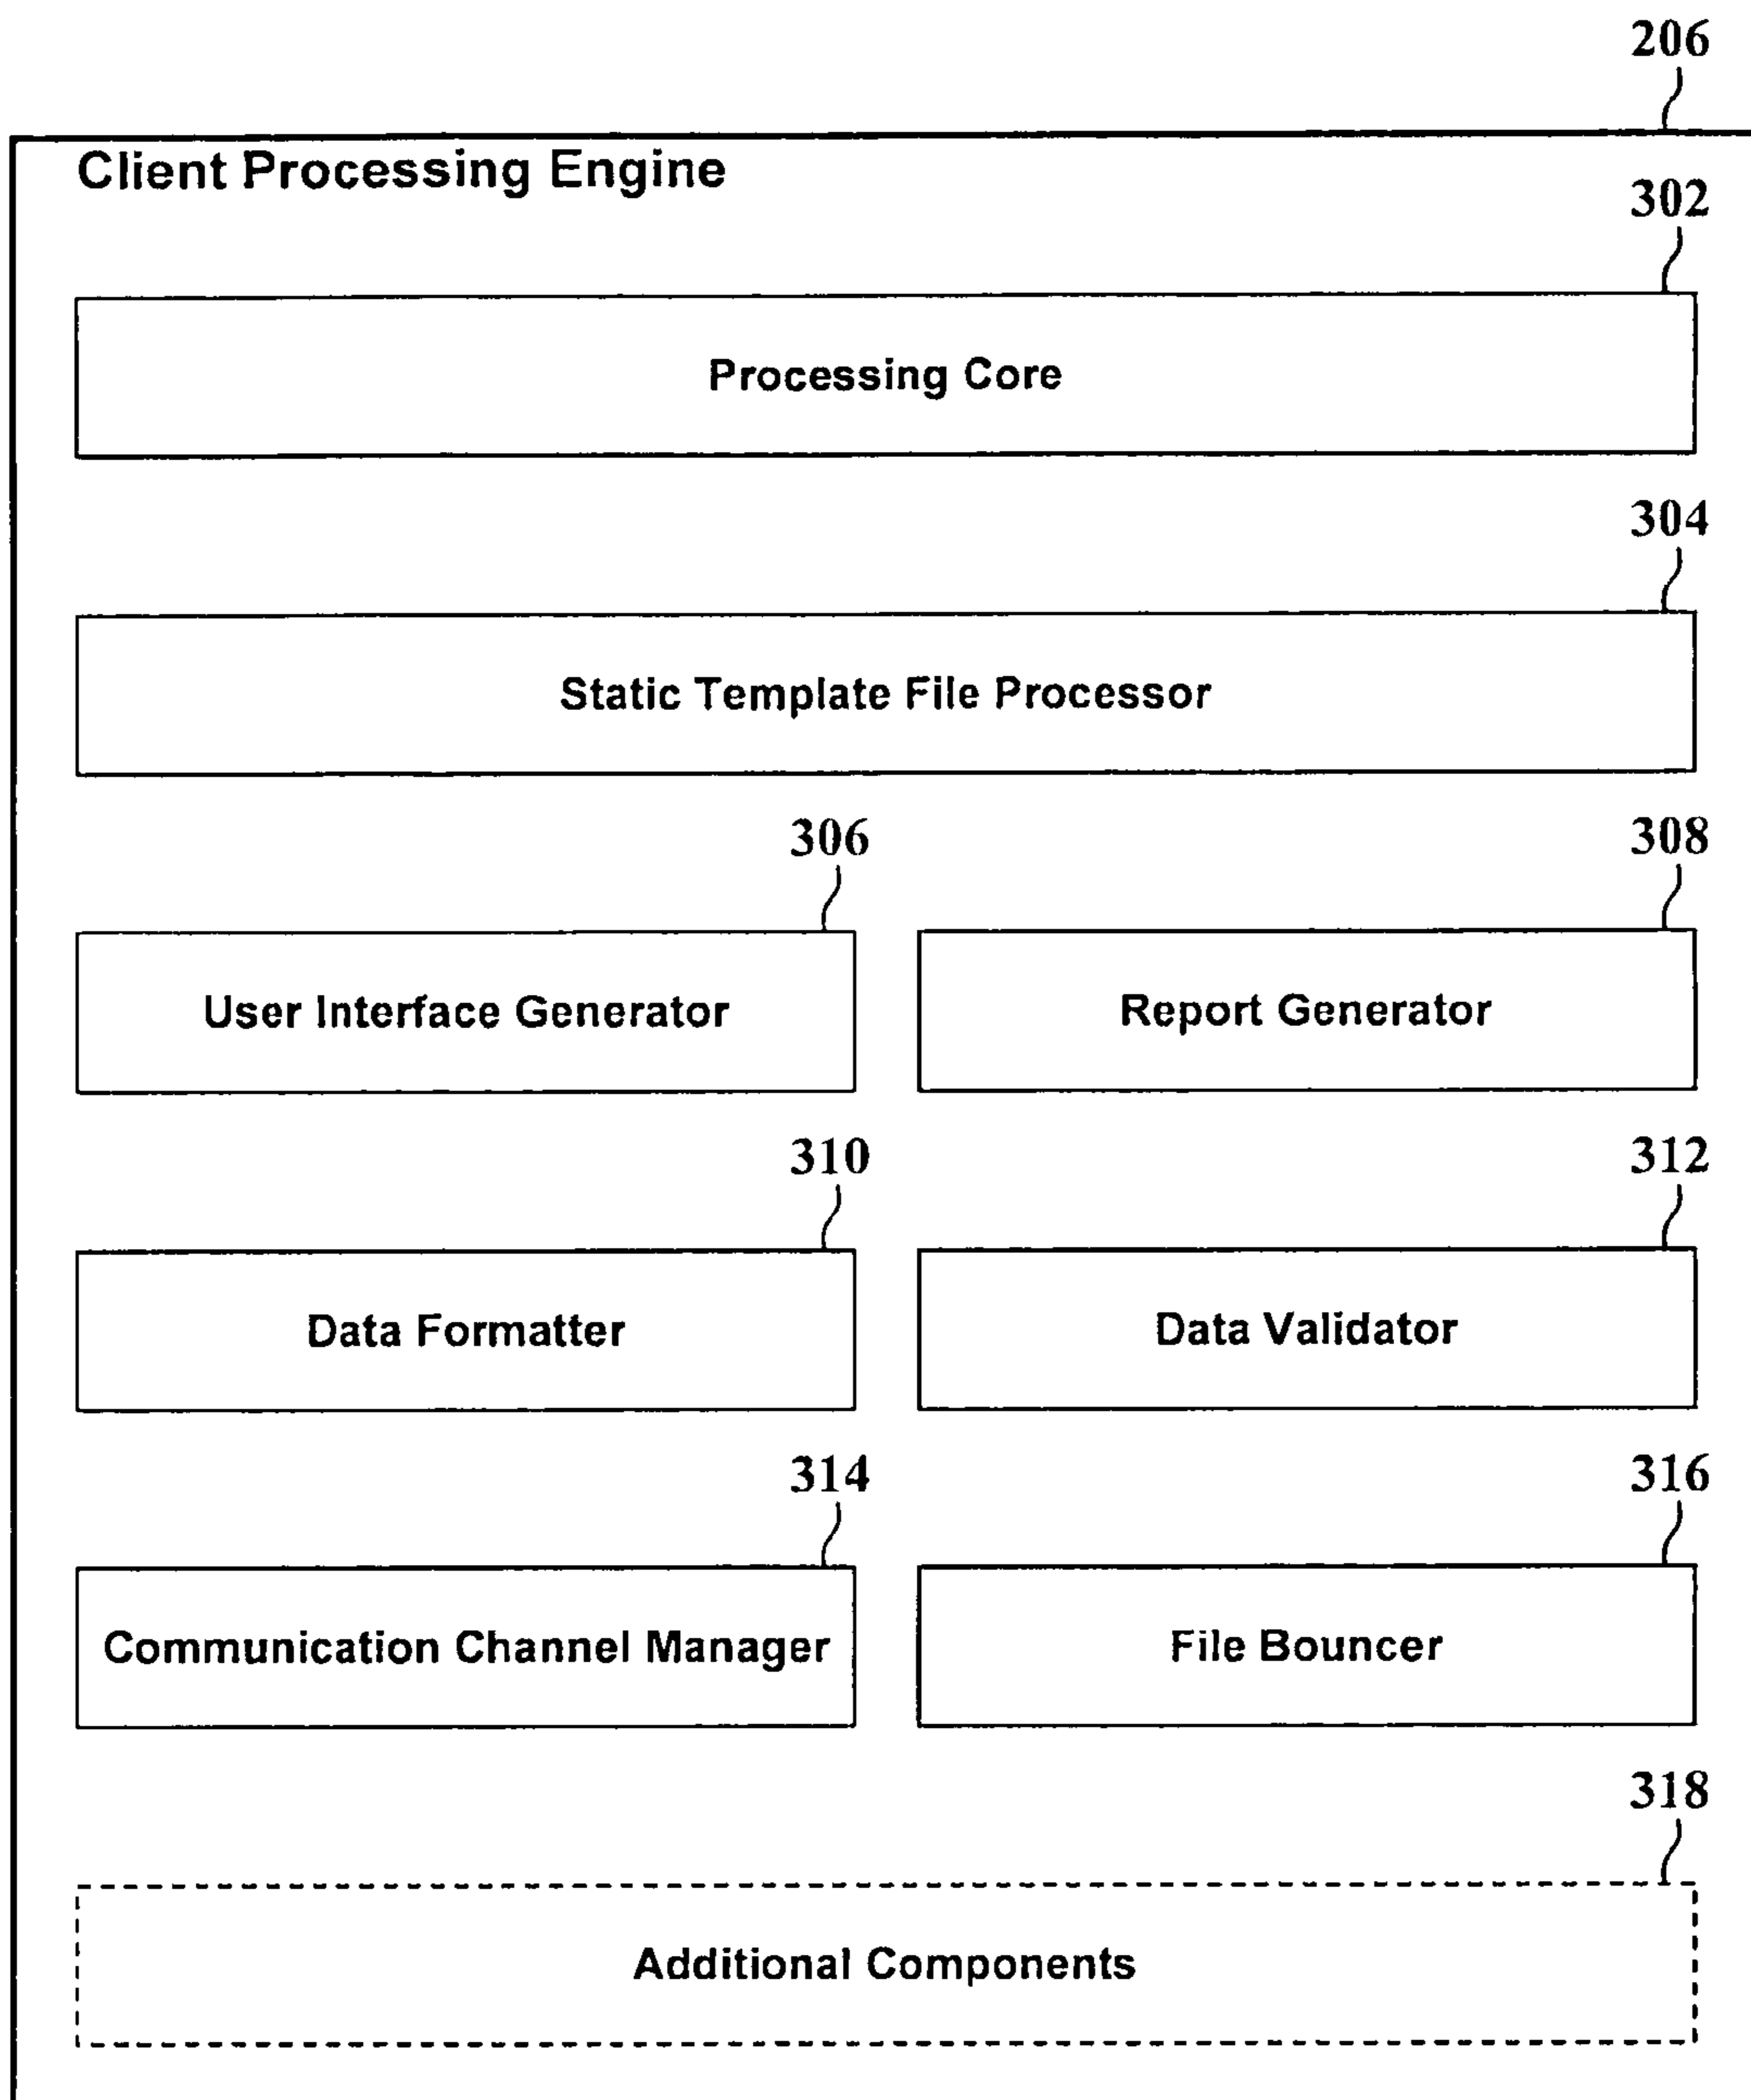 206
Client Processing Engine
302
Processing Core
304
Static Template File Processor
306
308
User Interface Generator
Report Generator
310
312
Data Formatter
Data Validator
314
316
Communication Channel Manager
File Bouncer
318
Additional Components